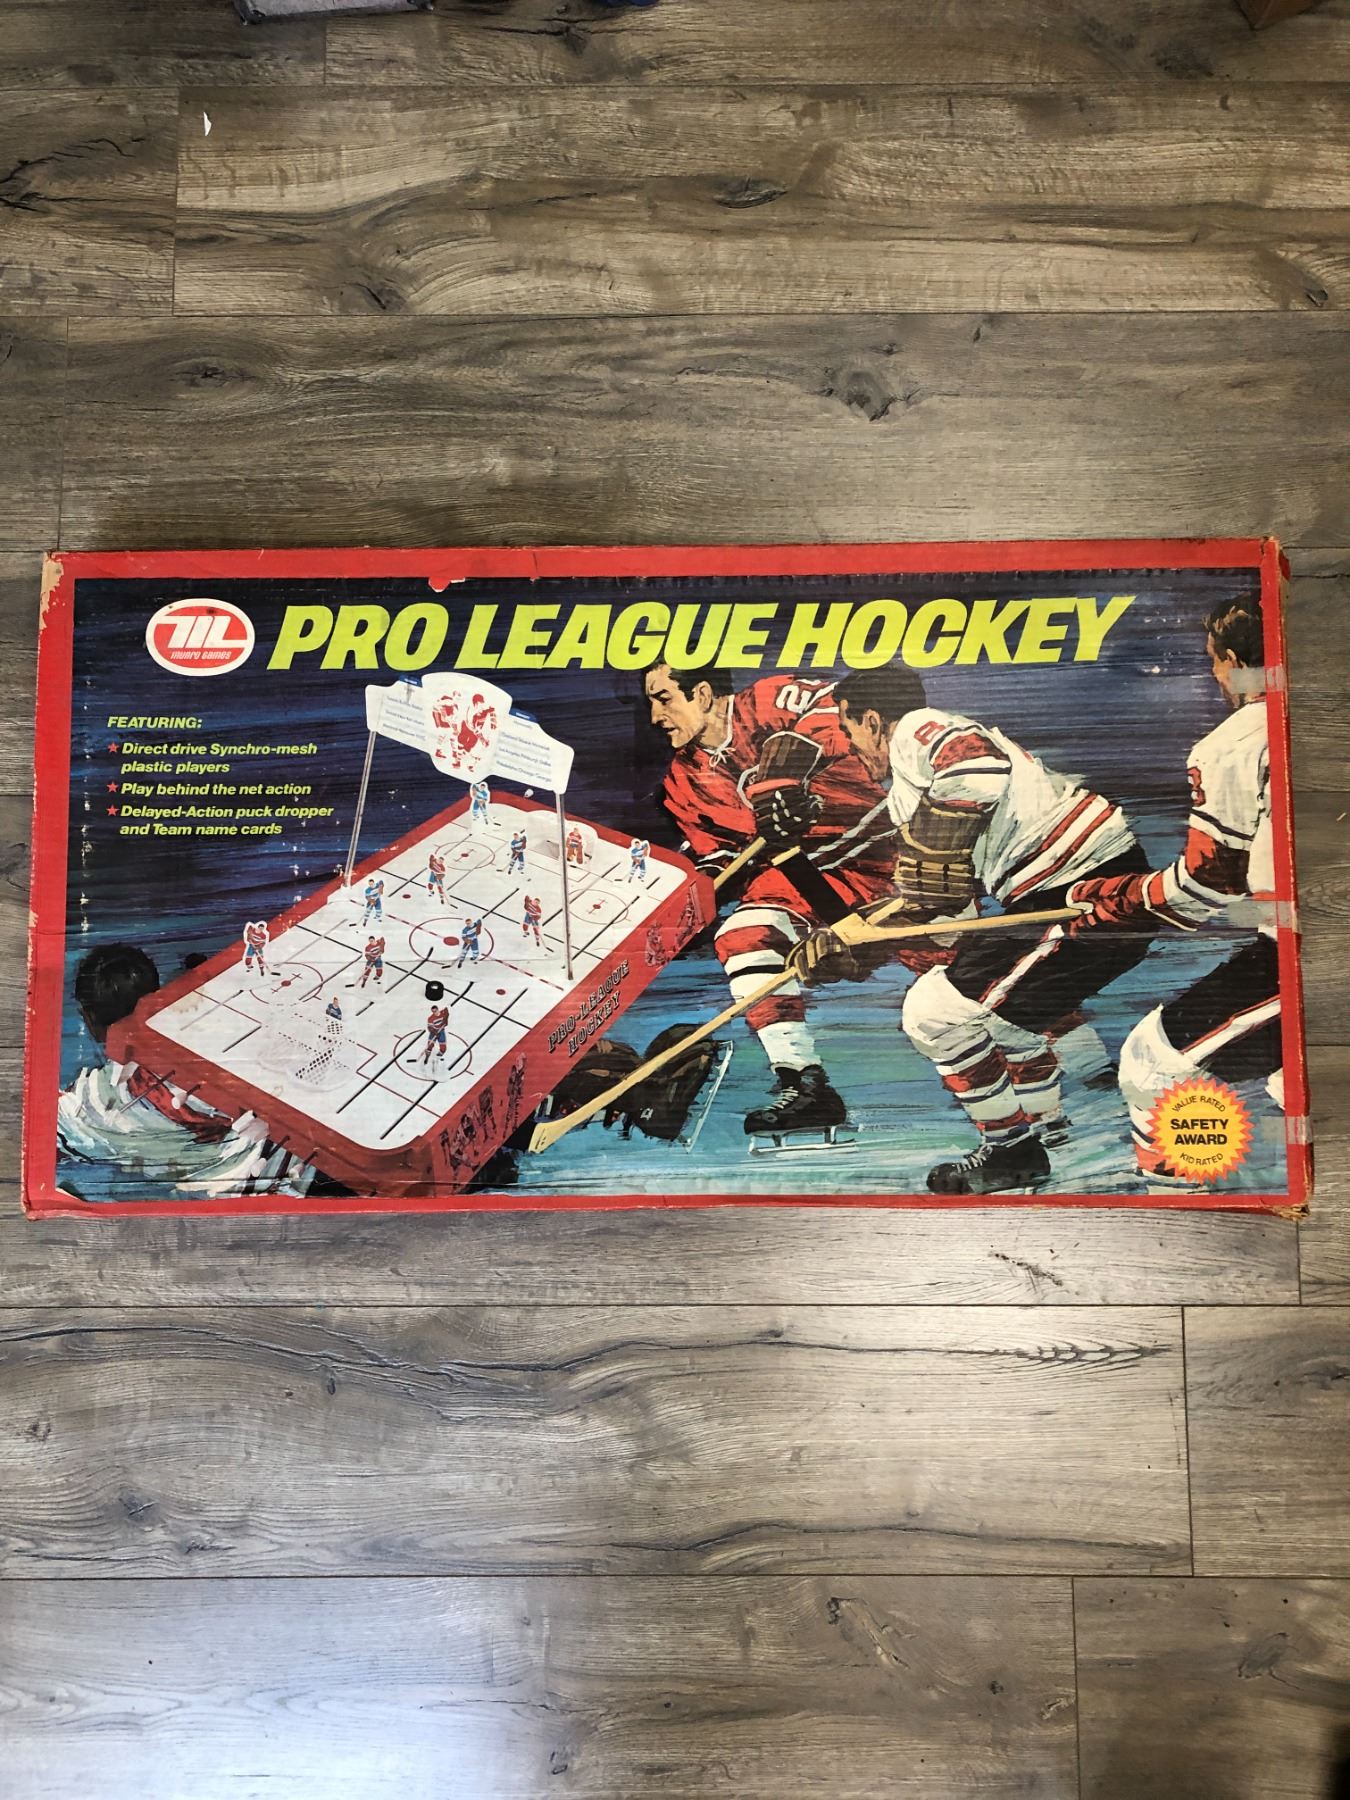 munro games
PRO LEAGUE HOCKEY
FEATURING:
★ Direct drive Synchro-mesh
plastic players
★ Play behind the net action
★ Delayed-Action puck dropper
and Team name cards
PRO-LEAGUE
HOCKEY
VALUE RATED
SAFETY
AWARD
KID RATED